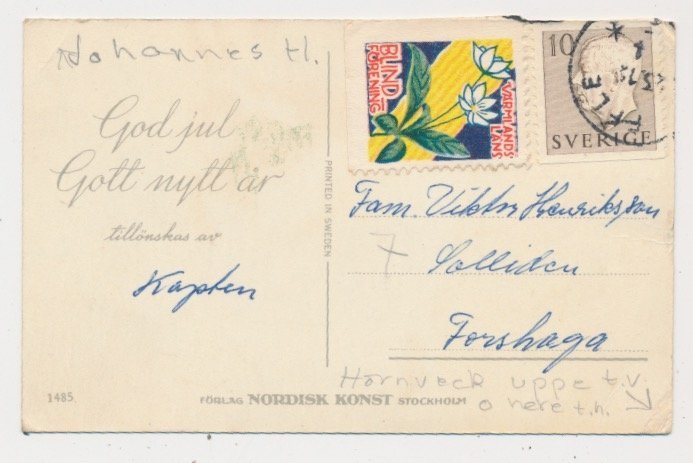 Johannes H.
God jul
Gott nytt år
tillönskas av
Kapten
1485
PRINTED IN SWEDEN
FÖRLAG NORDISK KONST STOCKHOLM
BLIND
FÖRENING
VÄRMLANDS
LÄNS
10
SVERIGE
Fam. Viktor Henriksson
7
Solliden
Forshaga
Hörnveck uppe t.v.
o nere t.h.